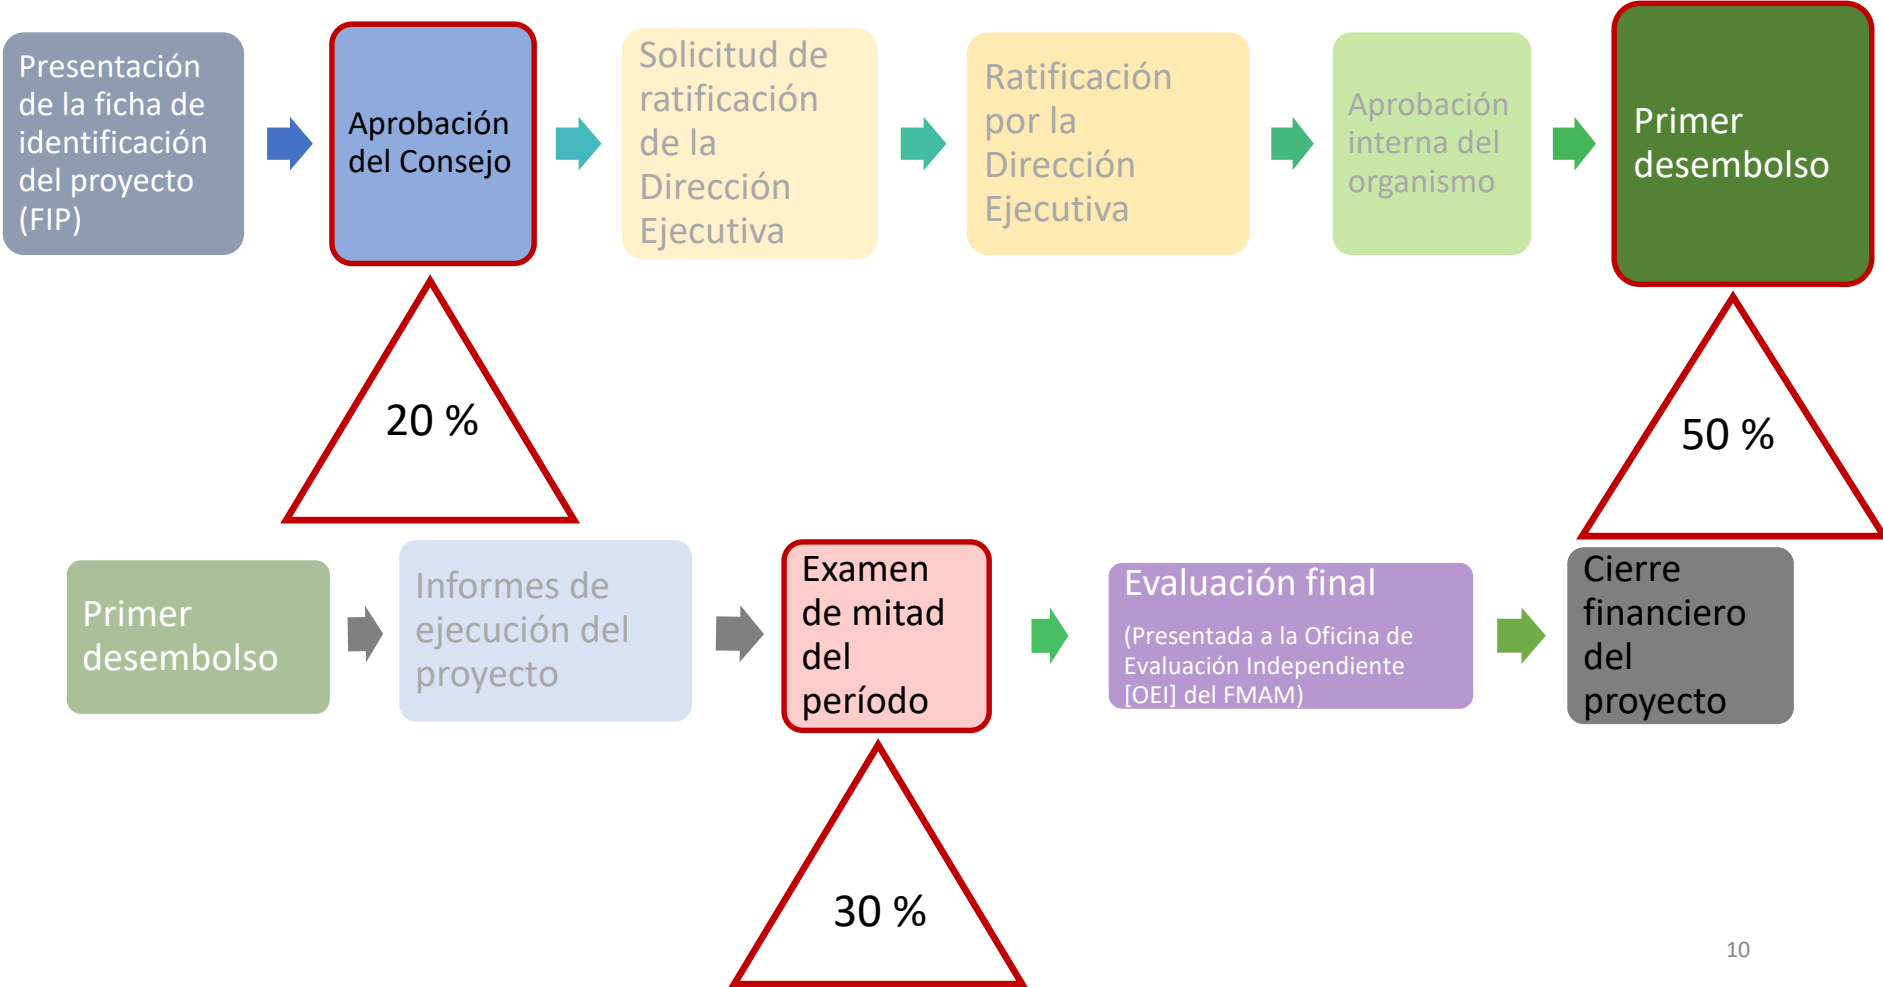 Presentación
de la ficha de
identificación
del proyecto
(FIP)
Aprobación
del Consejo
Solicitud de
ratificación
de la
Dirección
Ejecutiva
Ratificación
por la
Dirección
Ejecutiva
Aprobación
interna del
organismo
Primer
desembolso
20 %
50 %
Primer
desembolso
Informes de
ejecución del
proyecto
Examen
de mitad
del
período
Evaluación final
(Presentada a la Oficina de
Evaluación Independiente
[OEI] del FMAM)
Cierre
financiero
del
proyecto
30 %
10